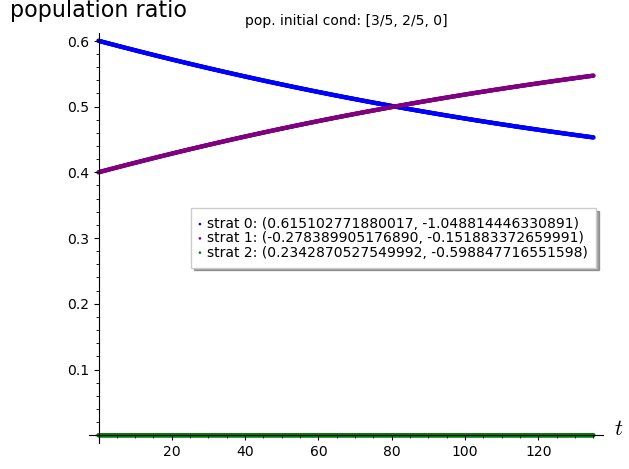 population ratio
pop. initial cond: [3/5, 2/5, 0]
0.6
0.5
0.4
0.3
0.2
0.1
strat 0: (0.615102771880017, -1.048814446330891)
strat 1: (-0.278389905176890, -0.151883372659991)
strat 2: (0.2342870527549992, -0.598847716551598)
20 40 60 80 100 120
t